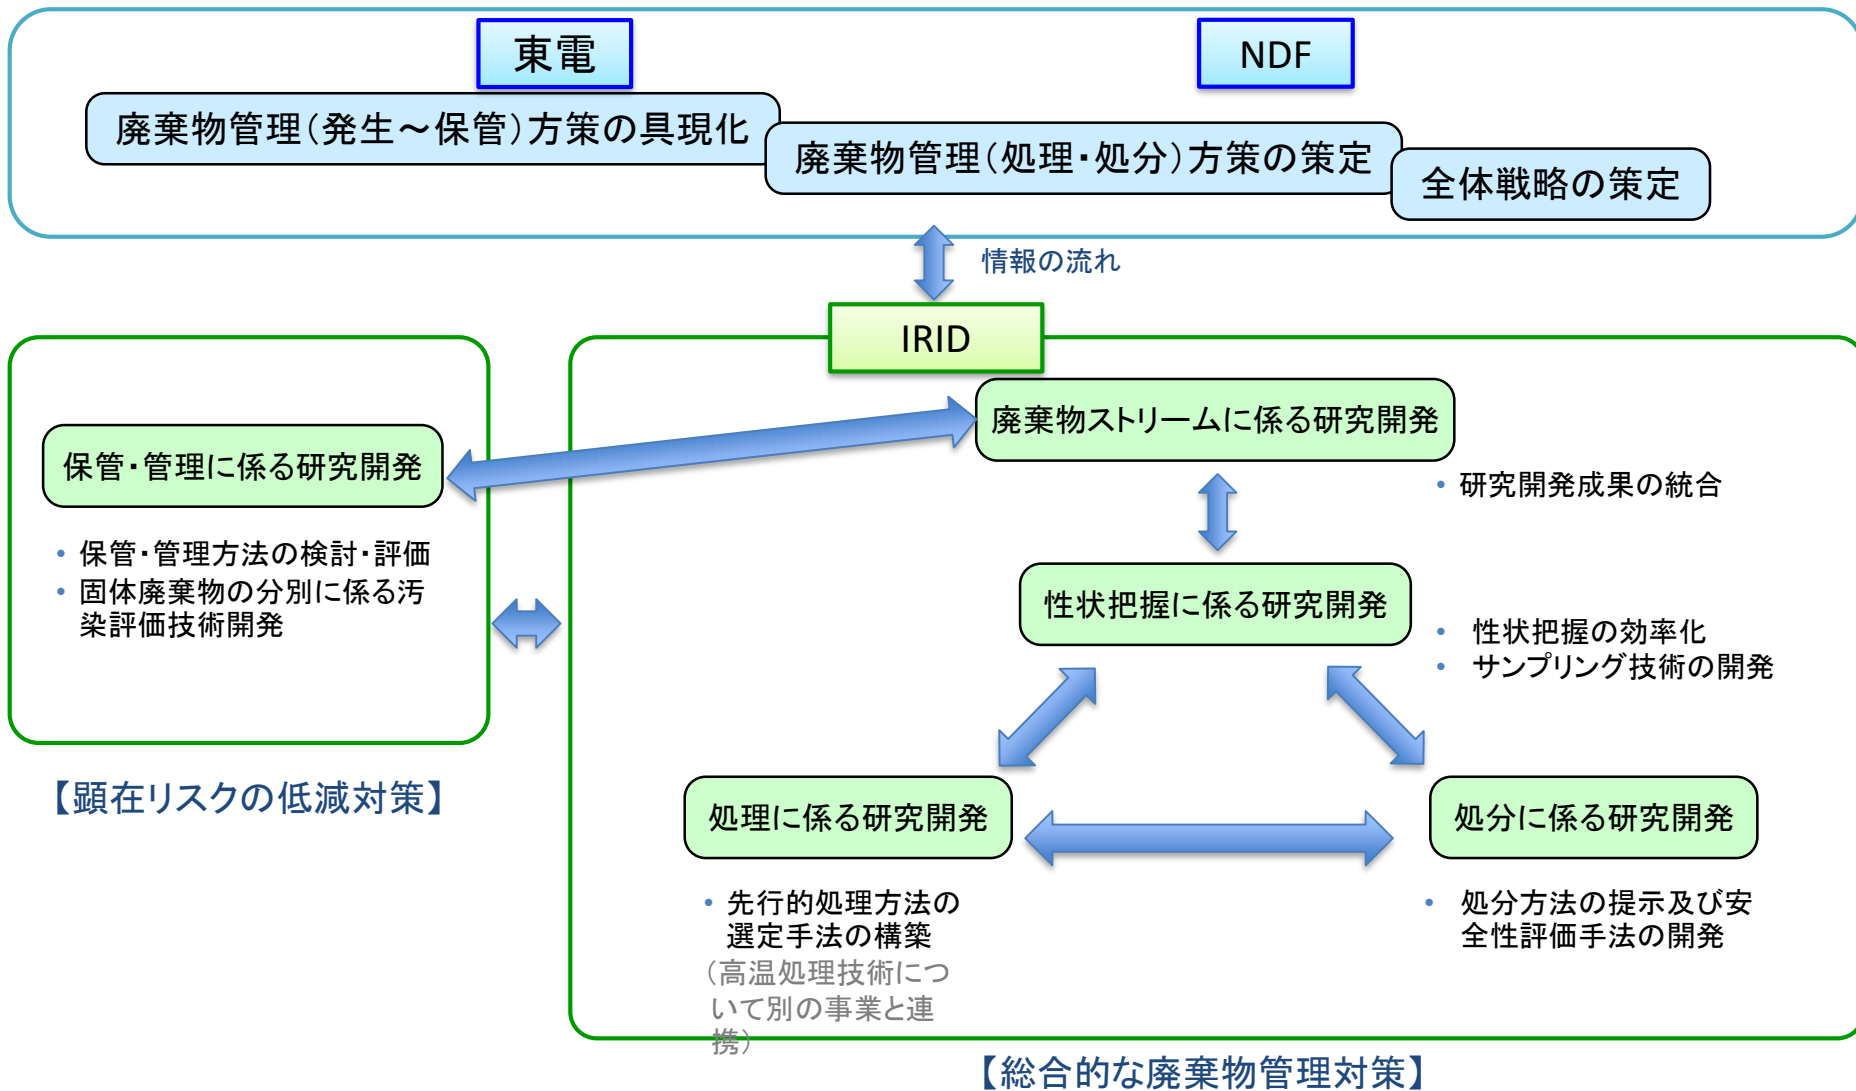 東電
NDF
廃棄物管理(発生～保管)方策の具現化
廃棄物管理(処理・処分)方策の策定
全体戦略の策定
情報の流れ
IRID
廃棄物ストリームに係る研究開発
• 研究開発成果の統合
保管・管理に係る研究開発
• 保管・管理方法の検討・評価
• 固体廃棄物の分別に係る汚
染評価技術開発
性状把握に係る研究開発
• 性状把握の効率化
• サンプリング技術の開発
【顕在リスクの低減対策】
処理に係る研究開発
処分に係る研究開発
• 先行的処理方法の
選定手法の構築
(高温処理技術につ
いて別の事業と連
携)
• 処分方法の提示及び安
全性評価手法の開発
【総合的な廃棄物管理対策】